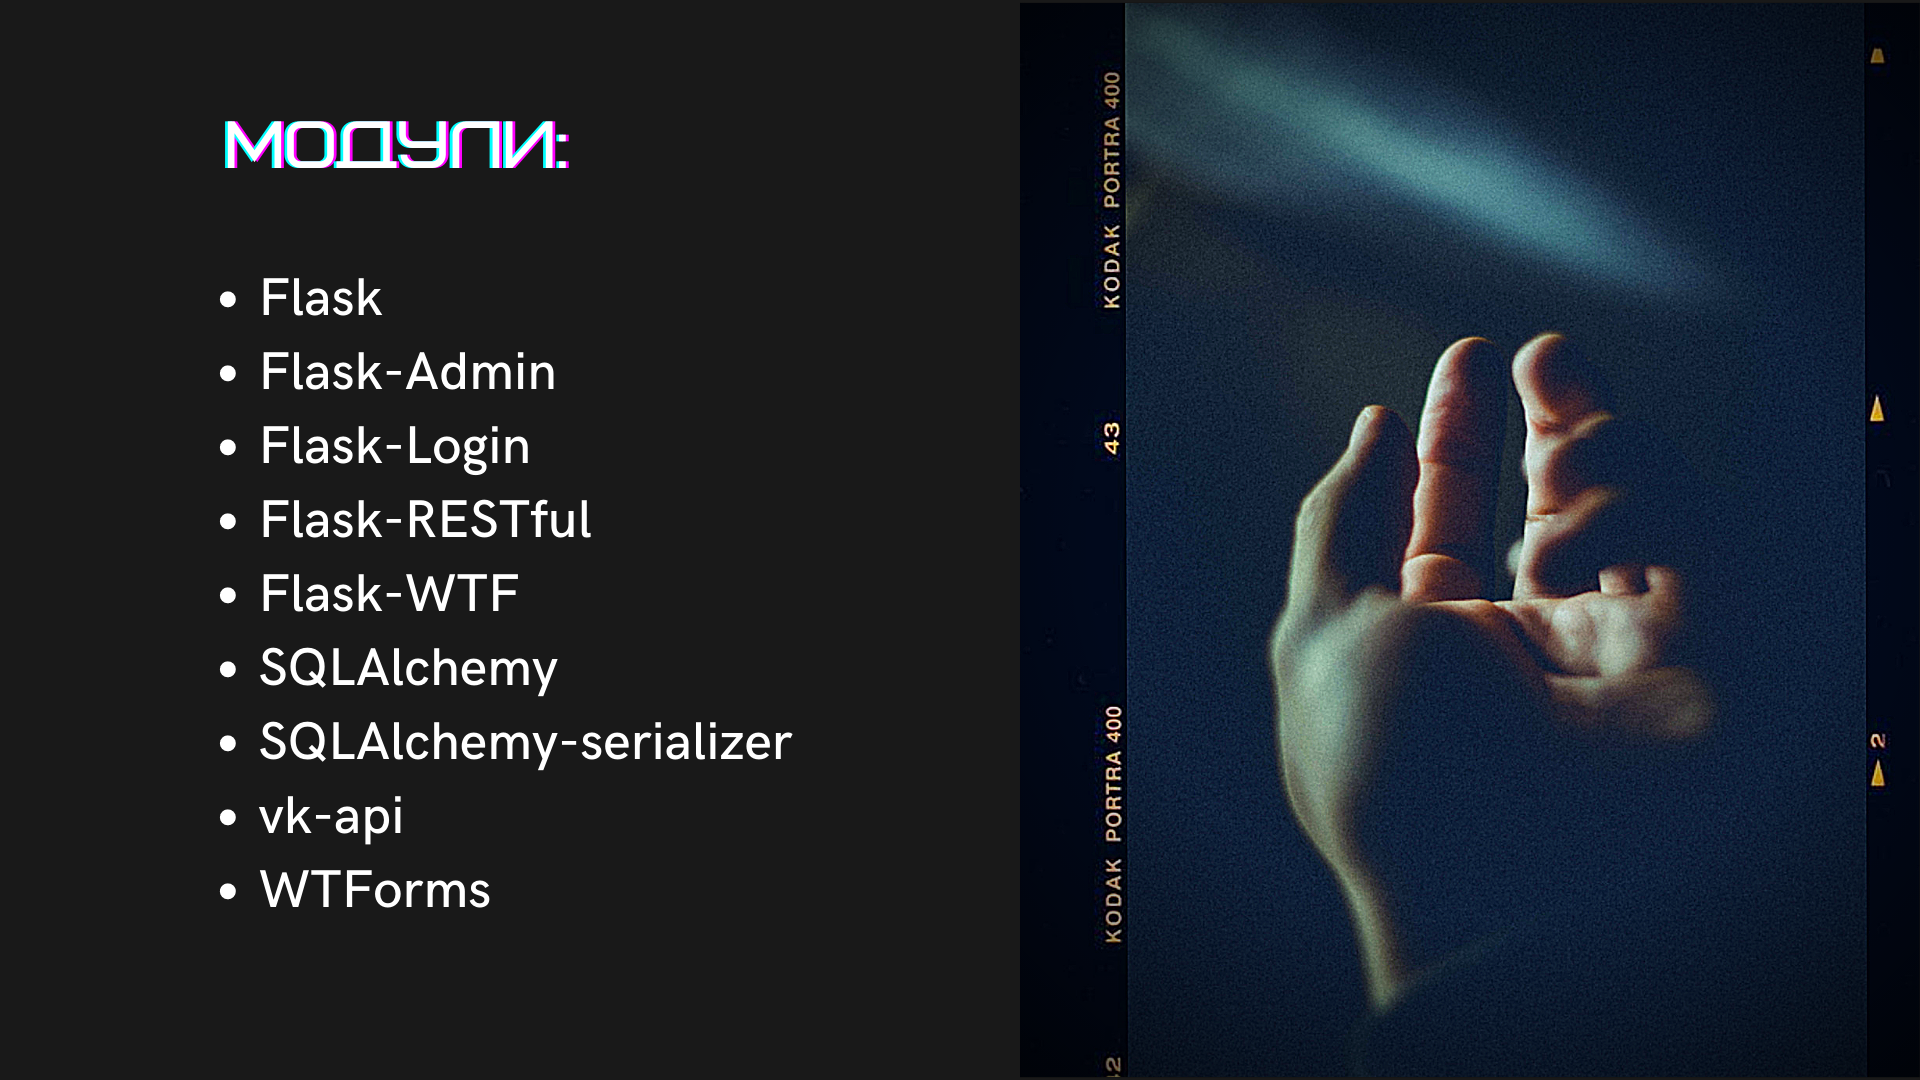 МОДУЛИ:
• Flask
• Flask-Admin
• Flask-Login
• Flask-RESTful
• Flask-WTF
• SQLAlchemy
• SQLAlchemy-serializer
• vk-api
• WTForms
KODAK PORTRA 400
43
KODAK PORTRA 400
2